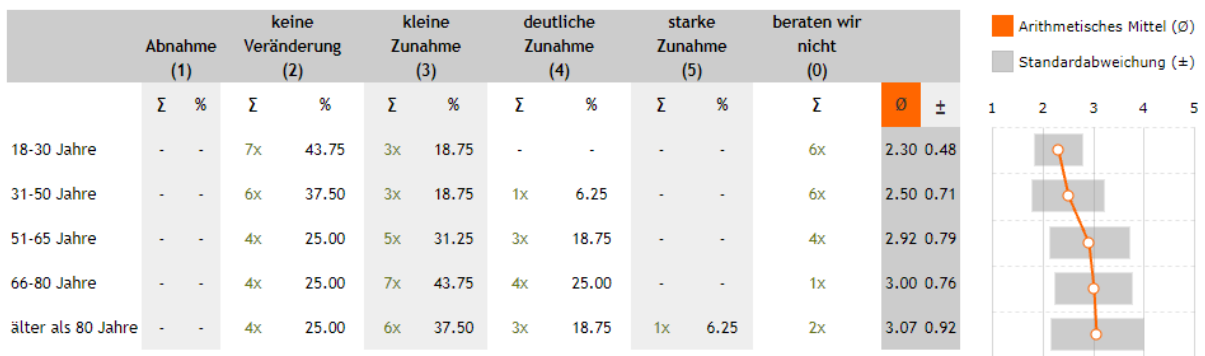 keine kleine deutliche starke beraten wir
Abnahme Veränderung Zunahme Zunahme Zunahme nicht
(1) (2) (3) (4) (5) (0)
Σ % Σ % Σ % Σ % Σ % Σ Ø ±
18-30 Jahre - - 7x 43.75 3x 18.75 - - - - 6x 2.30 0.48
31-50 Jahre - - 6x 37.50 3x 18.75 1x 6.25 - - 6x 2.50 0.71
51-65 Jahre - - 4x 25.00 5x 31.25 3x 18.75 - - 4x 2.92 0.79
66-80 Jahre - - 4x 25.00 7x 43.75 4x 25.00 - - 1x 3.00 0.76
älter als 80 Jahre - - 4x 25.00 6x 37.50 3x 18.75 1x 6.25 2x 3.07 0.92
Arithmetisches Mittel (Ø)
Standardabweichung (±)
1 2 3 4 5